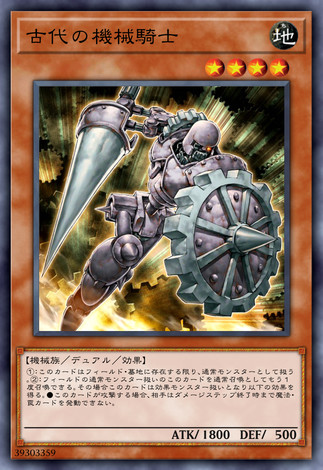 古代の機械騎士
地
【機械族/デュアル/効果】
①:このカードはフィールド・墓地に存在する限り、通常モンスターとして扱う。②:フィールドの通常モンスター扱いのこのカードを通常召喚としてもう1
度召喚できる。その場合このカードは効果モンスター扱いとなり以下の効果を
得る。●このカードが攻撃する場合、相手はダメージステップ終了時まで魔法・
罠カードを発動できない。
ATK/1800 DEF/ 500
39303359